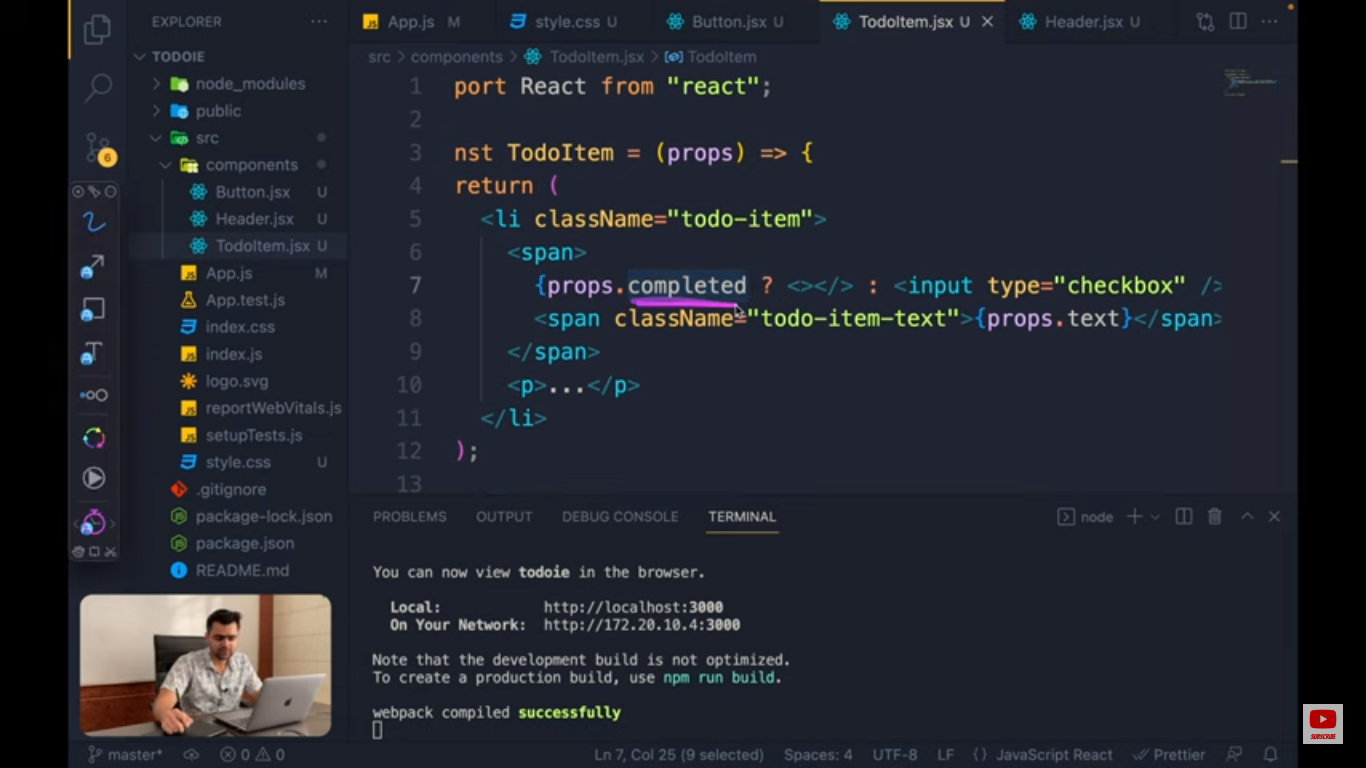 EXPLORER
TODOIE
node_modules
public
src
components
Button.jsx U
Header.jsx U
TodoItem.jsx U
App.js M
App.test.js
index.css
index.js
logo.svg
reportWebVitals.js
setupTests.js
style.css U
.gitignore
package-lock.json
package.json
README.md
App.js M
style.css U
Button.jsx U
TodoItem.jsx U
Header.jsx U
src > components > TodoItem.jsx > TodoItem
1 port React from "react";
2
3 nst TodoItem = (props) => {
4 return (
5 <li className="todo-item">
6 <span>
7 {props.completed ? <></> : <input type="checkbox" />
8 <span className="todo-item-text">{props.text}</span>
9 </span>
10 <p>...</p>
11 </li>
12 );
13
PROBLEMS OUTPUT DEBUG CONSOLE TERMINAL
node
You can now view todoie in the browser.
Local: http://localhost:3000
On Your Network: http://172.20.10.4:3000
Note that the development build is not optimized.
To create a production build, use npm run build.
webpack compiled successfully
master* 0 0 Ln 7, Col 25 (9 selected) Spaces: 4 UTF-8 LF {} JavaScript React Prettier
6
SUBSCRIBE